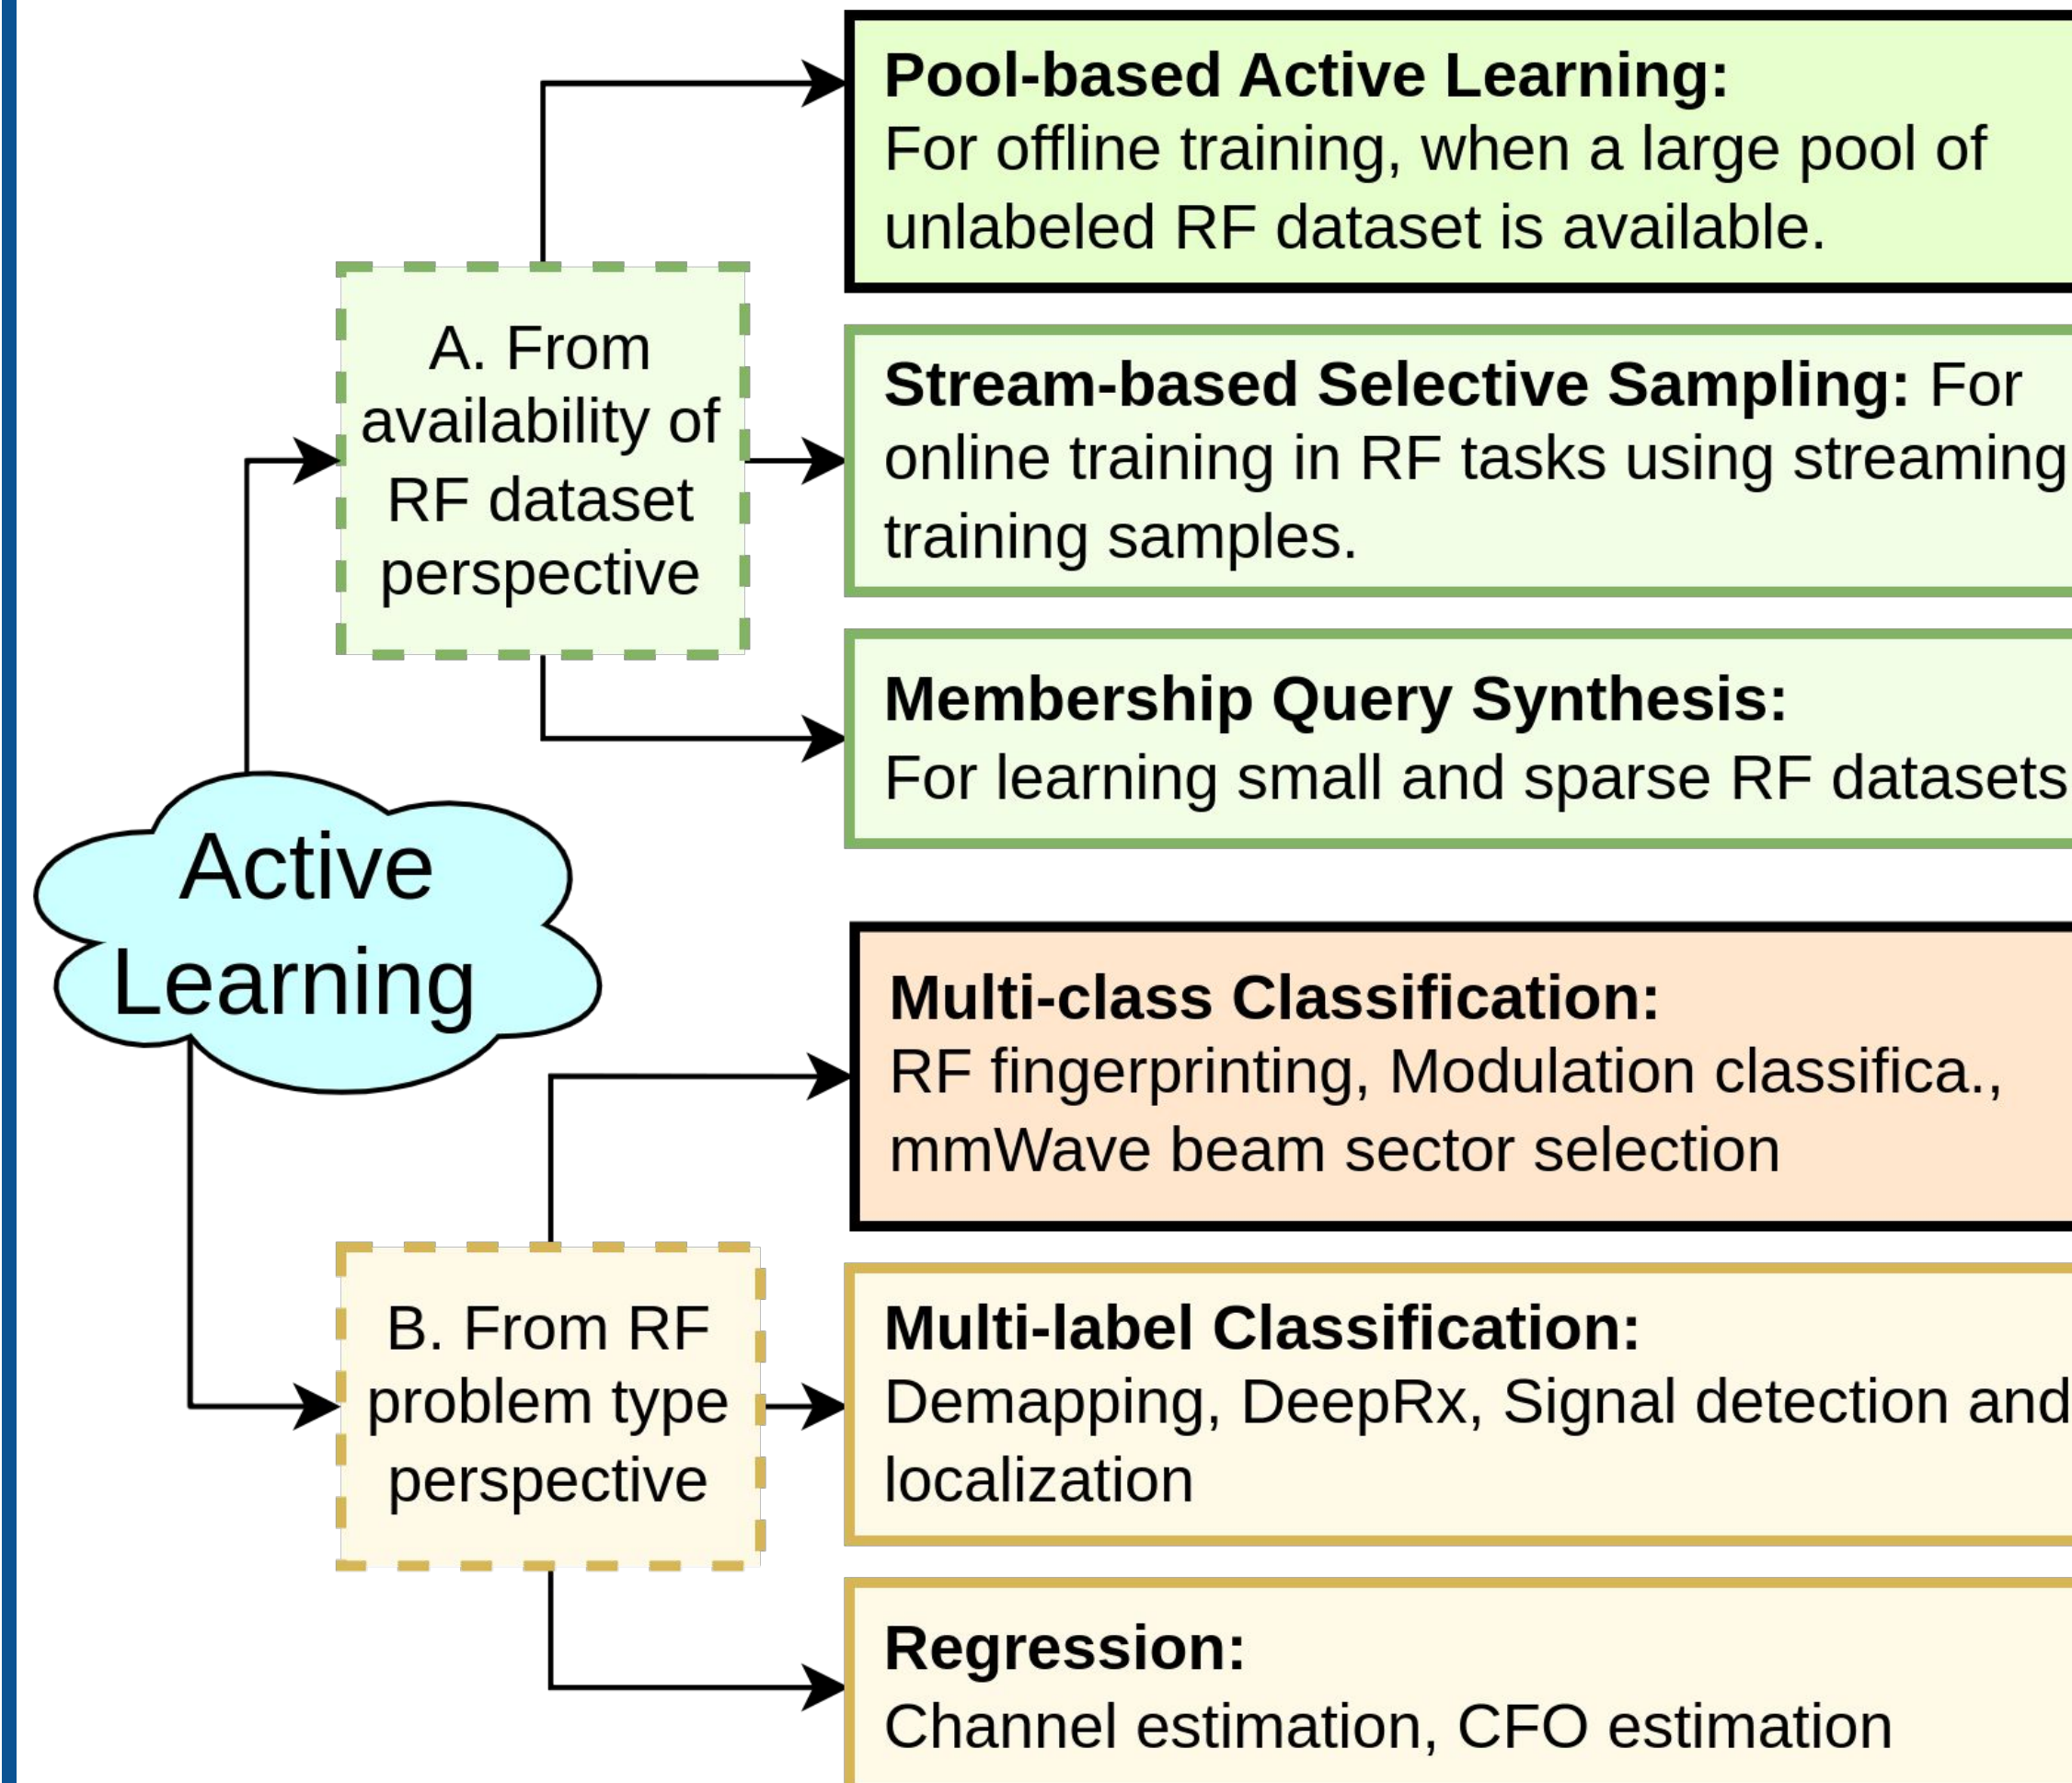 Pool-based Active Learning:
For offline training, when a large pool of
unlabeled RF dataset is available.
A. From
availability of
RF dataset
perspective
Stream-based Selective Sampling: For
online training in RF tasks using streaming
training samples.
Membership Query Synthesis:
For learning small and sparse RF datasets
Active
Learning
Multi-class Classification:
RF fingerprinting, Modulation classifica.,
mmWave beam sector selection
B. From RF
problem type
perspective
Multi-label Classification:
Demapping, DeepRx, Signal detection and
localization
Regression:
Channel estimation, CFO estimation